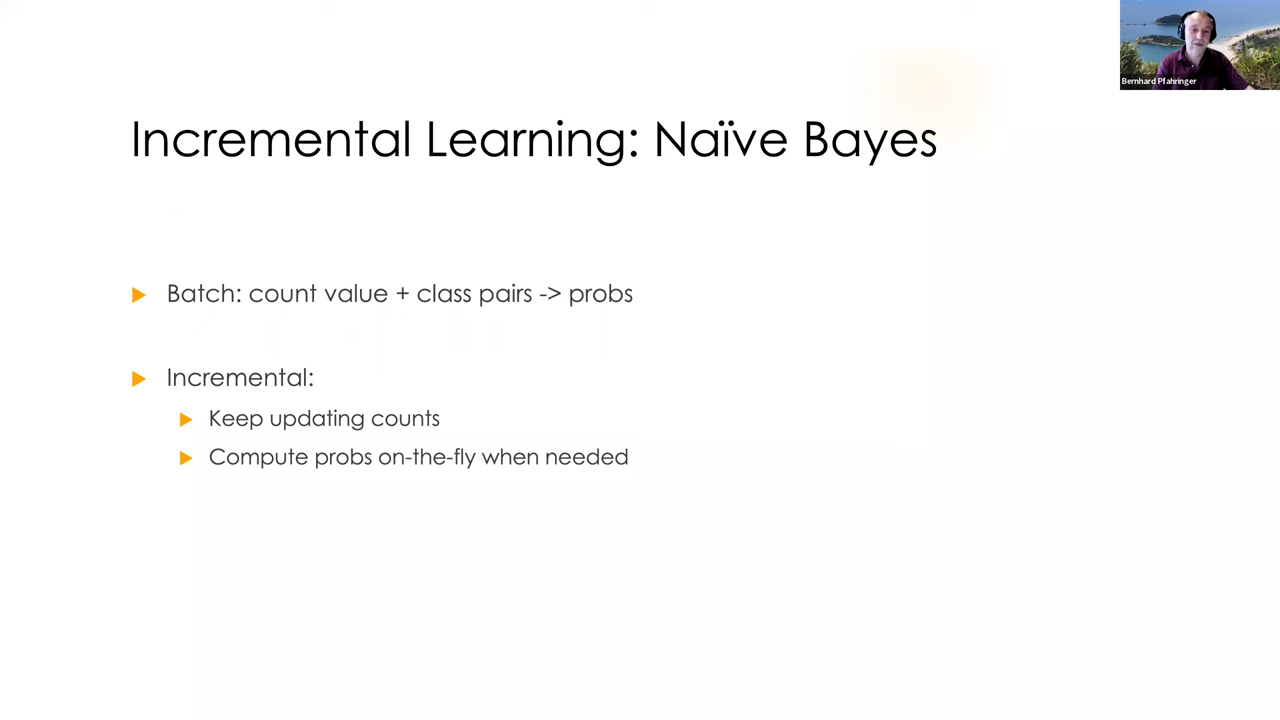 Bernhard Pfahringer
Incremental Learning: Naïve Bayes
Batch: count value + class pairs -> probs
Incremental:
Keep updating counts
Compute probs on-the-fly when needed